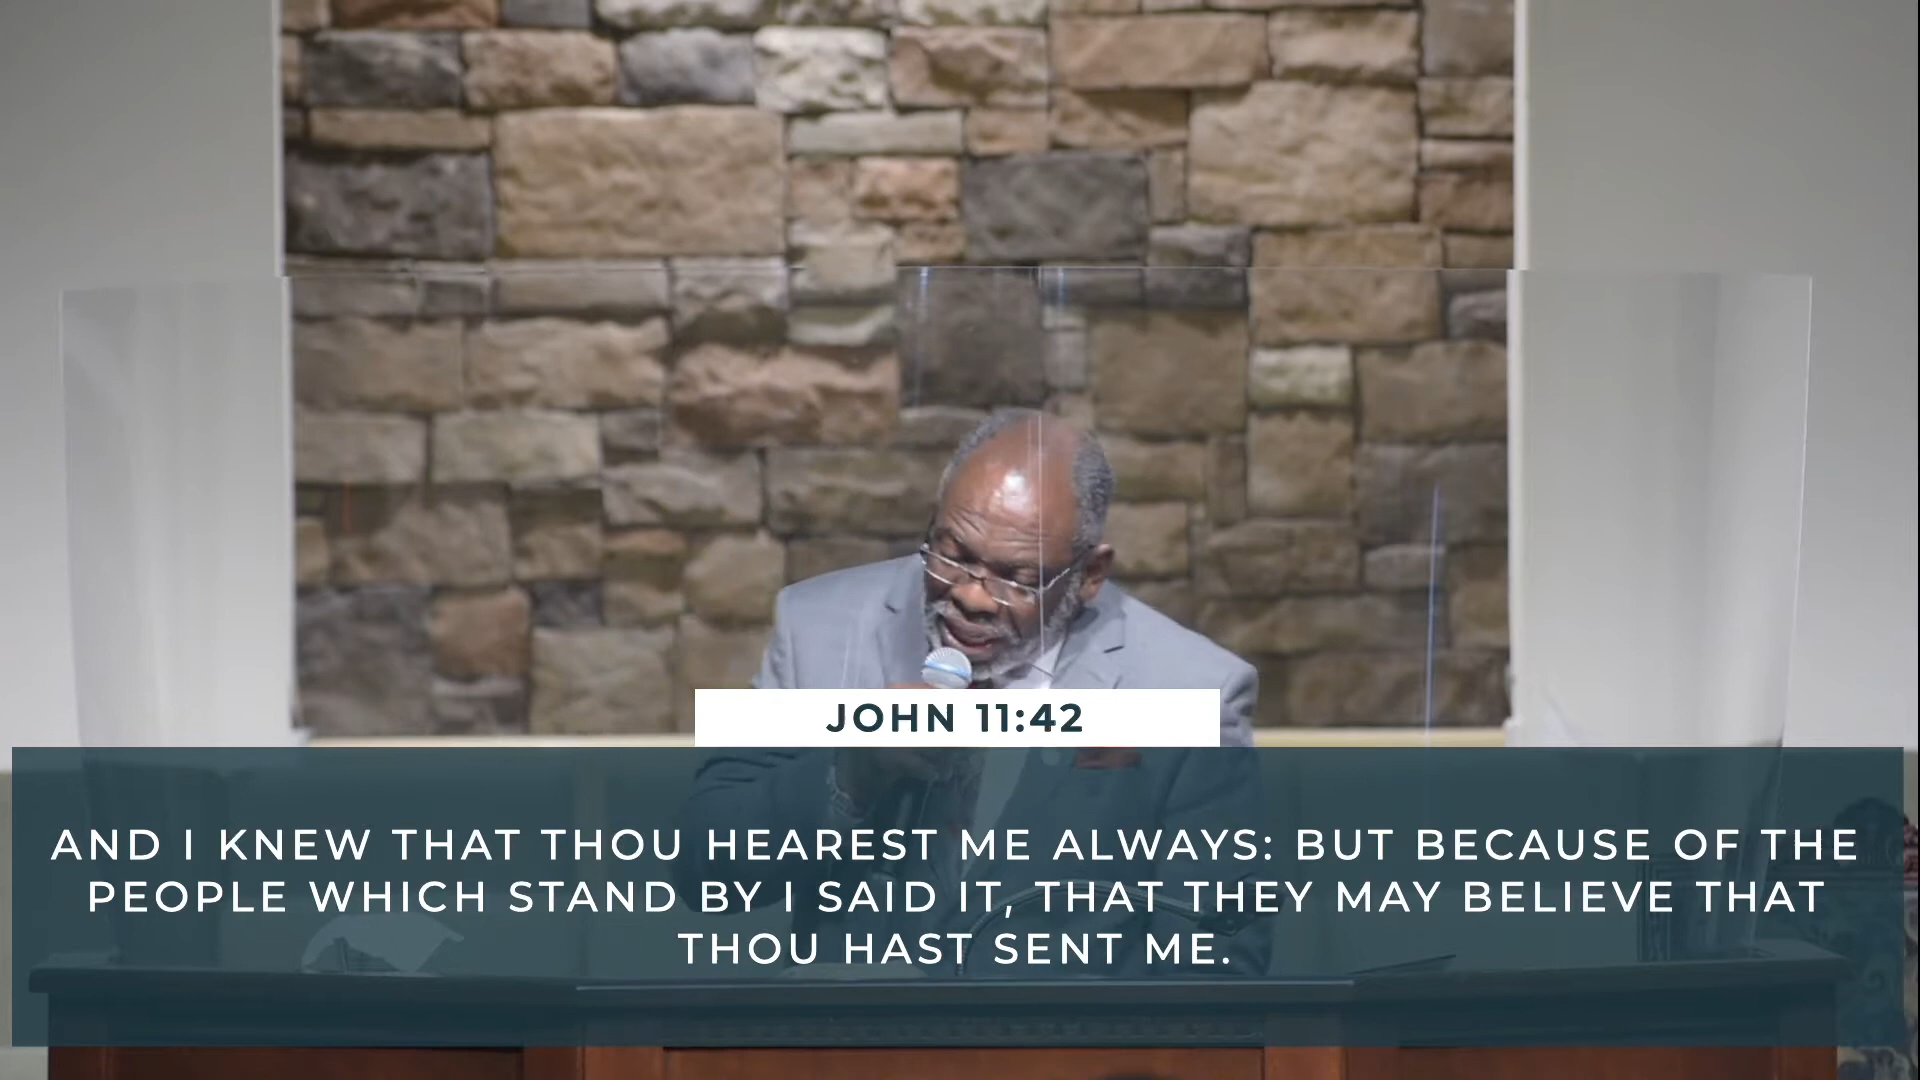 JOHN 11:42
AND I KNEW THAT THOU HEAREST ME ALWAYS: BUT BECAUSE OF THE
PEOPLE WHICH STAND BY I SAID IT, THAT THEY MAY BELIEVE THAT
THOU HAST SENT ME.